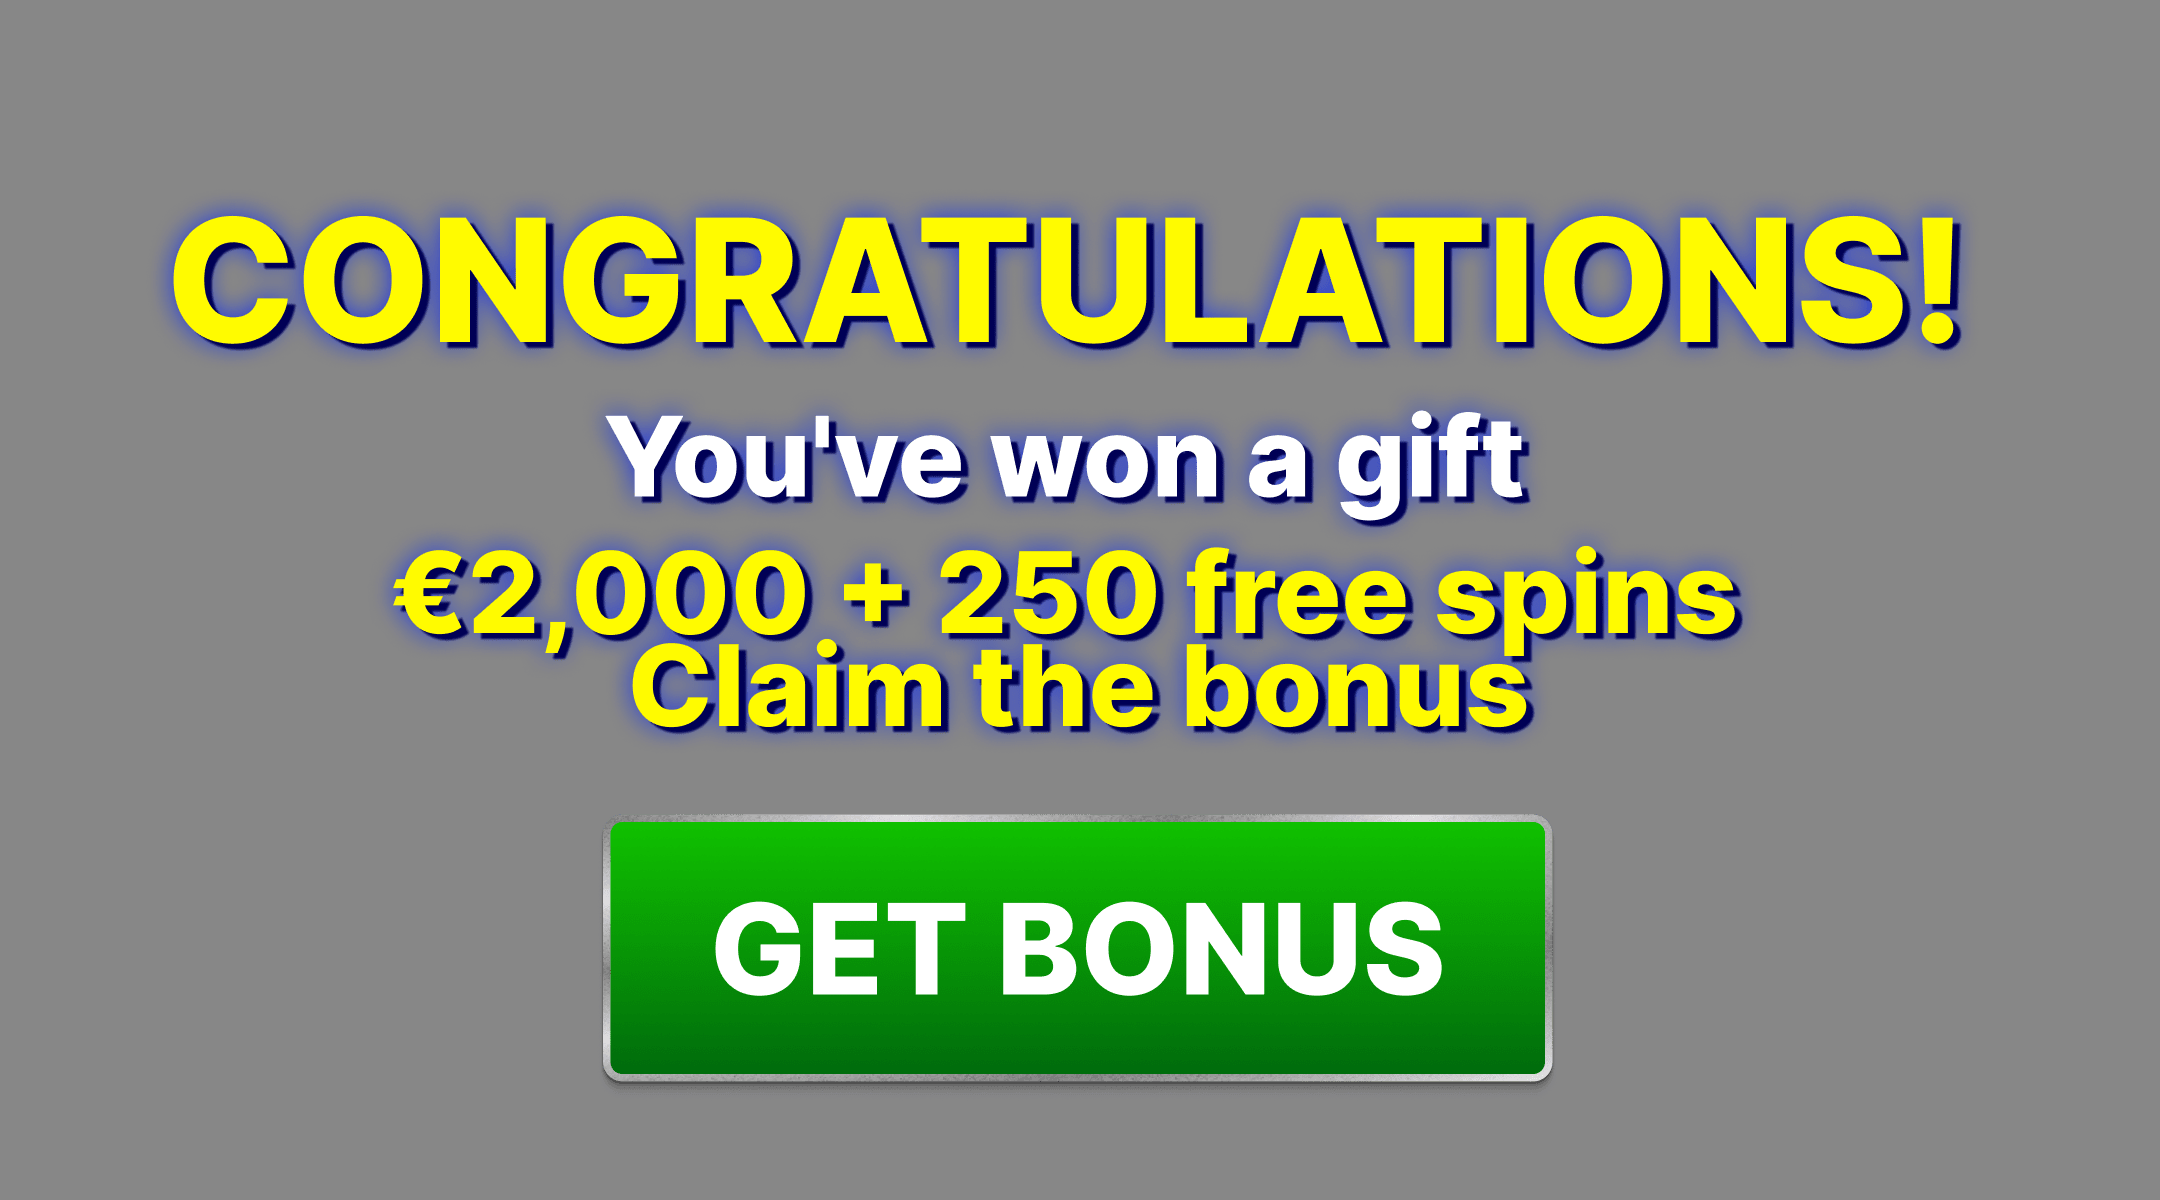 CONGRATULATIONS!
You've won a gift
€2,000 + 250 free spins
Claim the bonus
GET BONUS